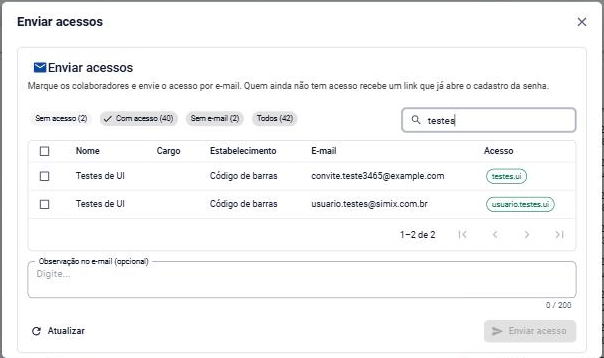 Enviar acessos
Enviar acessos
Marque os colaboradores e envie o acesso por e-mail. Quem ainda não tem acesso recebe um link que já abre o cadastro da senha.
Sem acesso (2) Com acesso (40) Sem e-mail (2) Todos (42) testes
Nome Cargo Estabelecimento E-mail Acesso
Testes de UI Código de barras convite.teste3465@example.com testes.ui
Testes de UI Código de barras usuario.testes@simix.com.br usuario.testes.ui
1–2 de 2
Observação no e-mail (opcional)
Digite...
0 / 200
Atualizar Enviar acesso